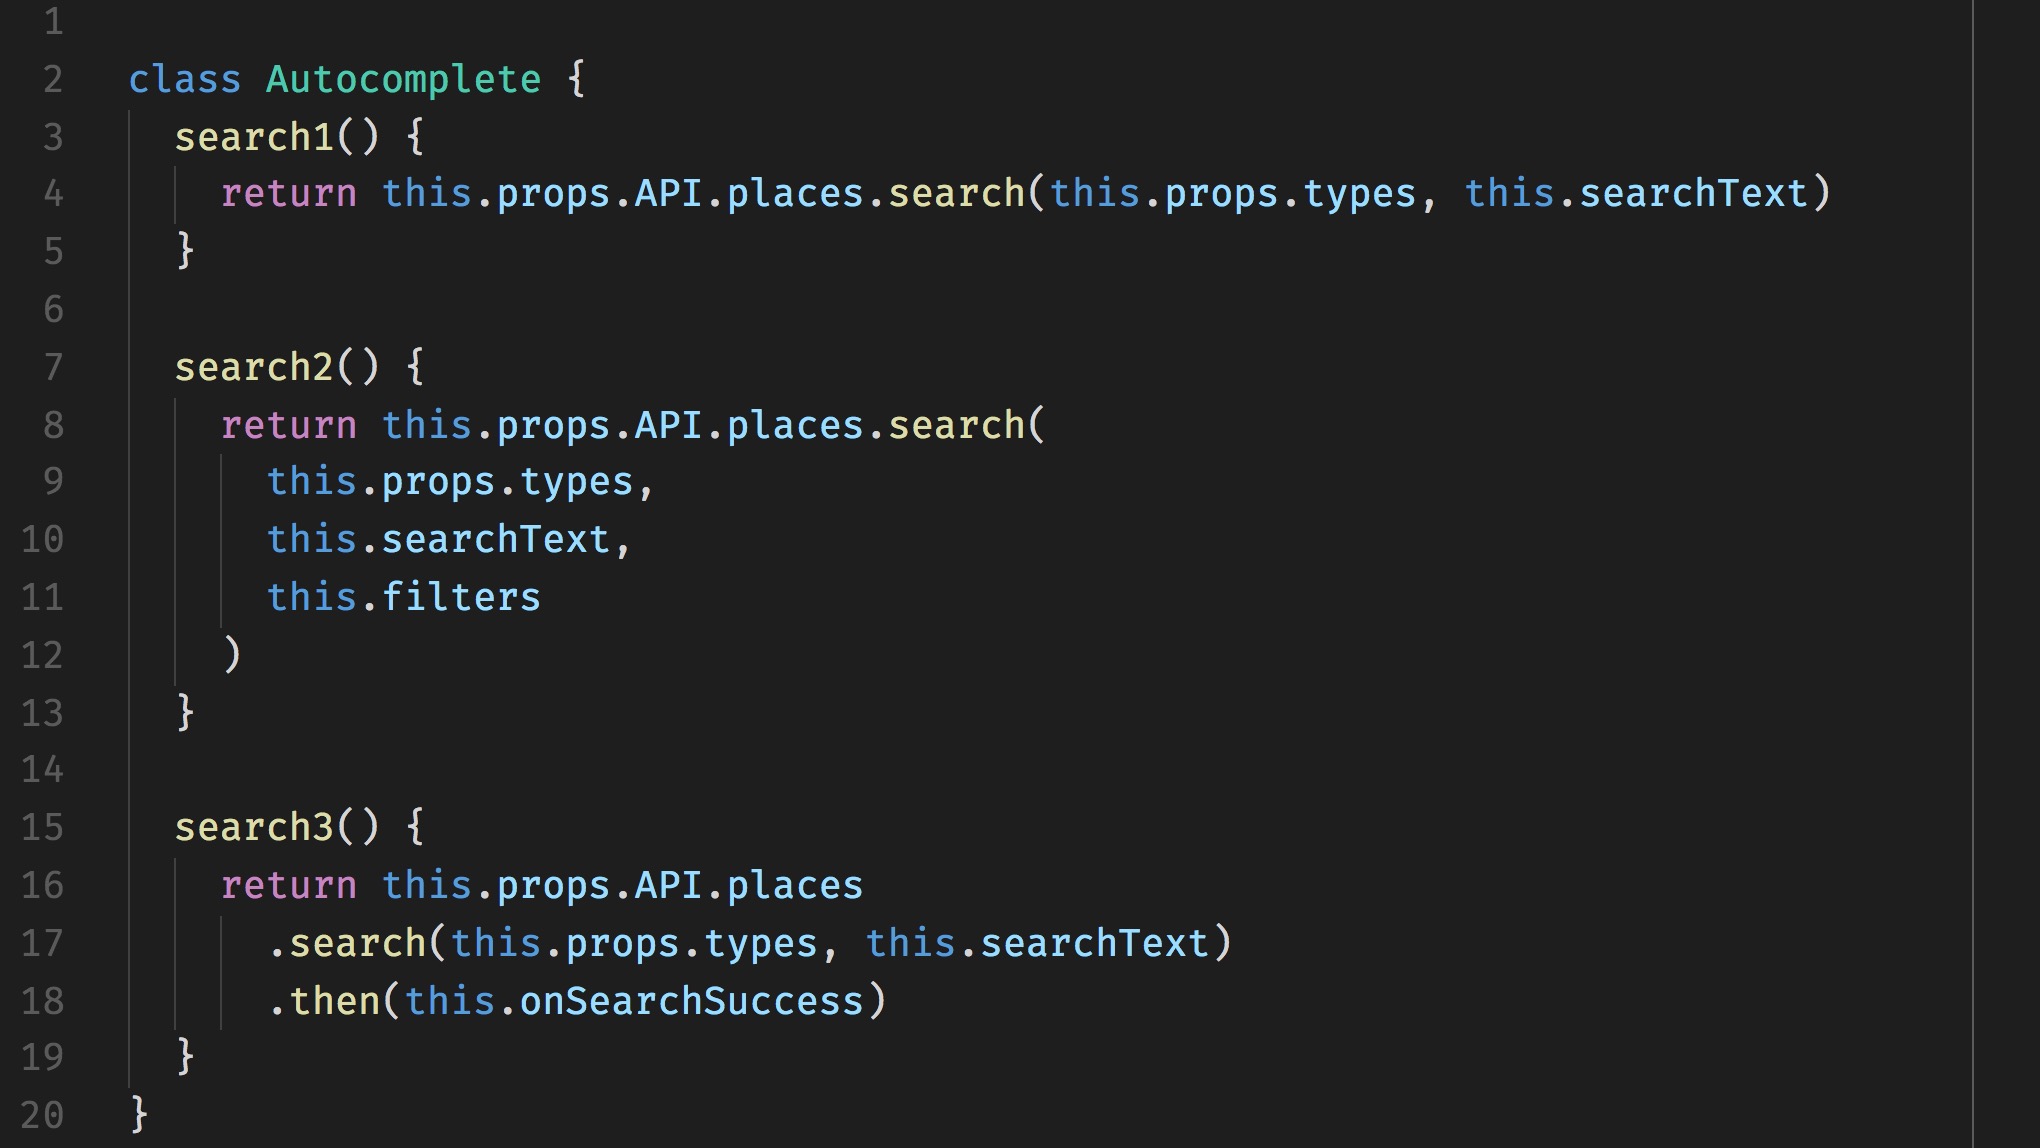 1
2 class Autocomplete {
3   search1() {
4     return this.props.API.places.search(this.props.types, this.searchText)
5   }
6
7   search2() {
8     return this.props.API.places.search(
9       this.props.types,
10       this.searchText,
11       this.filters
12     )
13   }
14
15   search3() {
16     return this.props.API.places
17       .search(this.props.types, this.searchText)
18       .then(this.onSearchSuccess)
19   }
20 }